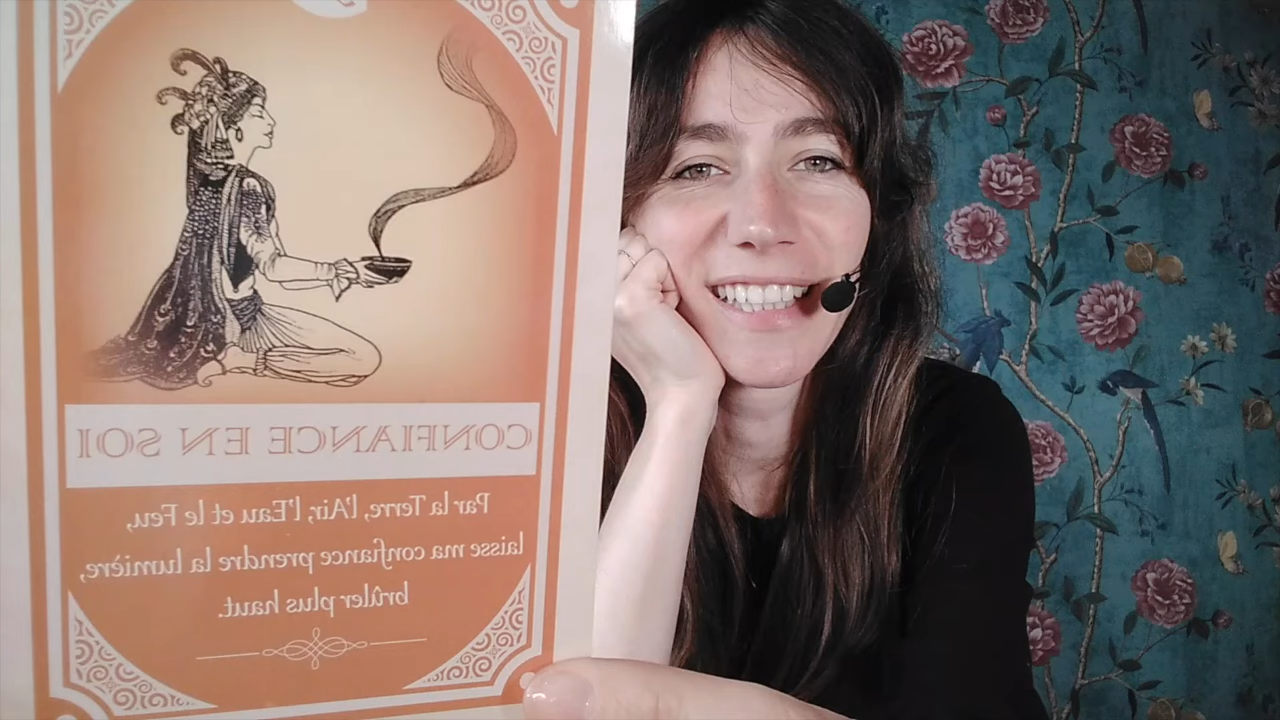 CONFIANCE EN SOI
Par la Terre, l'Air, l'Eau et le Feu,
laisse ma confiance prendre la lumière,
brûler plus haut.